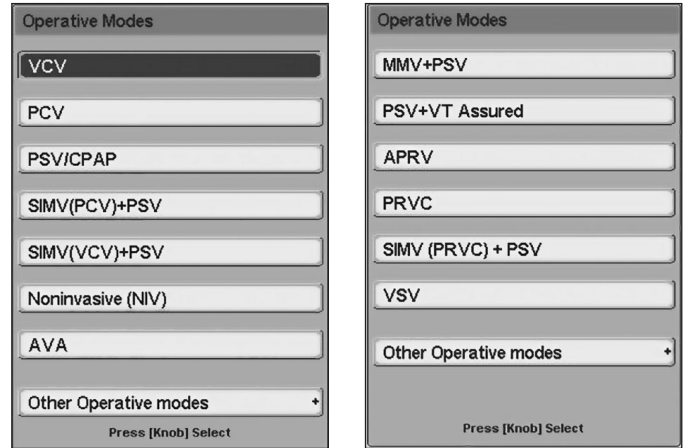 Operative Modes
VCV
PCV
PSV/CPAP
SIMV(PCV)+PSV
SIMV(VCV)+PSV
Noninvasive (NIV)
AVA
Other Operative modes +
Press [Knob] Select
Operative Modes
MMV+PSV
PSV+VT Assured
APRV
PRVC
SIMV (PRVC) + PSV
VSV
Other Operative modes +
Press [Knob] Select